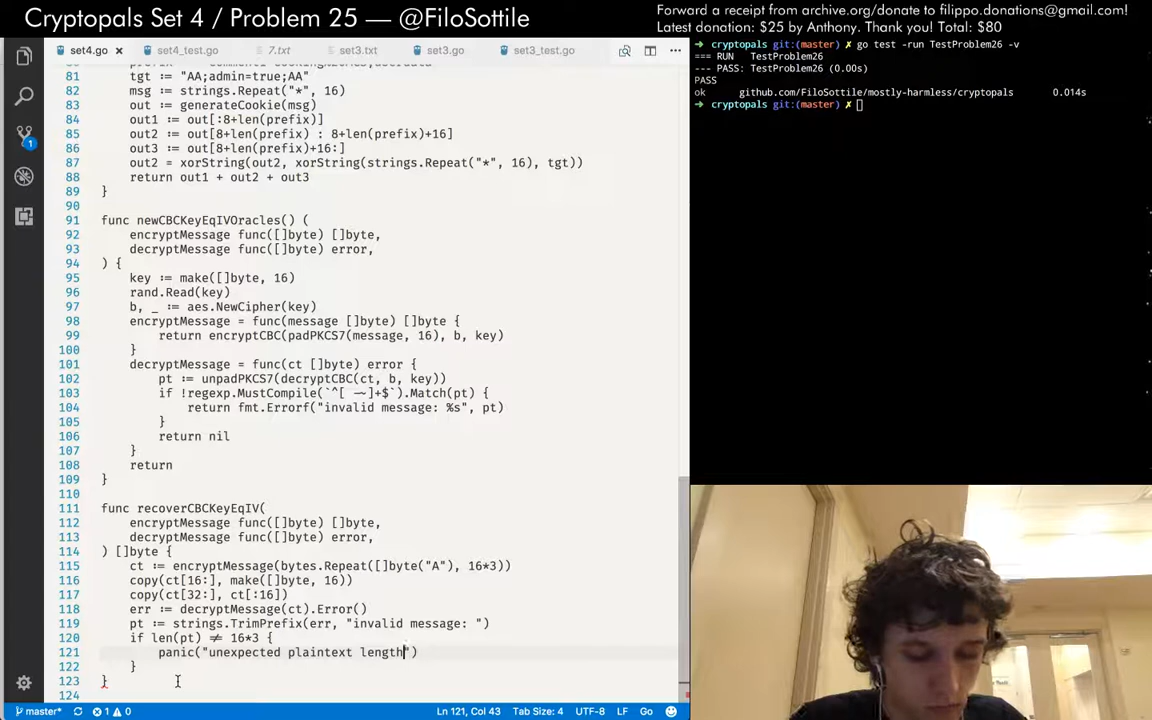 Cryptopals Set 4 / Problem 25 — @FiloSottile
Forward a receipt from archive.org/donate to filippo.donations@gmail.com!
Latest donation: $25 by Anthony. Thank you! Total: $80
set4.go
set4_test.go
7.txt
set3.txt
set3.go
set3_test.go
81 tgt := "AA;admin=true;AA"
82 msg := strings.Repeat("*", 16)
83 out := generateCookie(msg)
84 out1 := out[:8+len(prefix)]
85 out2 := out[8+len(prefix) : 8+len(prefix)+16]
86 out3 := out[8+len(prefix)+16:]
87 out2 = xorString(out2, xorString(strings.Repeat("*", 16), tgt))
88 return out1 + out2 + out3
89 }
90
91 func newCBCKeyEqIVOracles() (
92 encryptMessage func([]byte) []byte,
93 decryptMessage func([]byte) error,
94 ) {
95 key := make([]byte, 16)
96 rand.Read(key)
97 b, _ := aes.NewCipher(key)
98 encryptMessage = func(message []byte) []byte {
99 return encryptCBC(padPKCS7(message, 16), b, key)
100 }
101 decryptMessage = func(ct []byte) error {
102 pt := unpadPKCS7(decryptCBC(ct, b, key))
103 if !regexp.MustCompile(`^[ -~]+$`).Match(pt) {
104 return fmt.Errorf("invalid message: %s", pt)
105 }
106 return nil
107 }
108 return
109 }
110
111 func recoverCBCKeyEqIV(
112 encryptMessage func([]byte) []byte,
113 decryptMessage func([]byte) error,
114 ) []byte {
115 ct := encryptMessage(bytes.Repeat([]byte("A"), 16*3))
116 copy(ct[16:], make([]byte, 16))
117 copy(ct[32:], ct[:16])
118 err := decryptMessage(ct).Error()
119 pt := strings.TrimPrefix(err, "invalid message: ")
120 if len(pt) ≠ 16*3 {
121 panic("unexpected plaintext length")
122 }
123 }
124
master* 1 0 Ln 121, Col 43 Tab Size: 4 UTF-8 LF Go
➜ cryptopals git:(master) ✗ go test -run TestProblem26 -v
=== RUN TestProblem26
--- PASS: TestProblem26 (0.00s)
PASS
ok github.com/FiloSottile/mostly-harmless/cryptopals 0.014s
➜ cryptopals git:(master) ✗